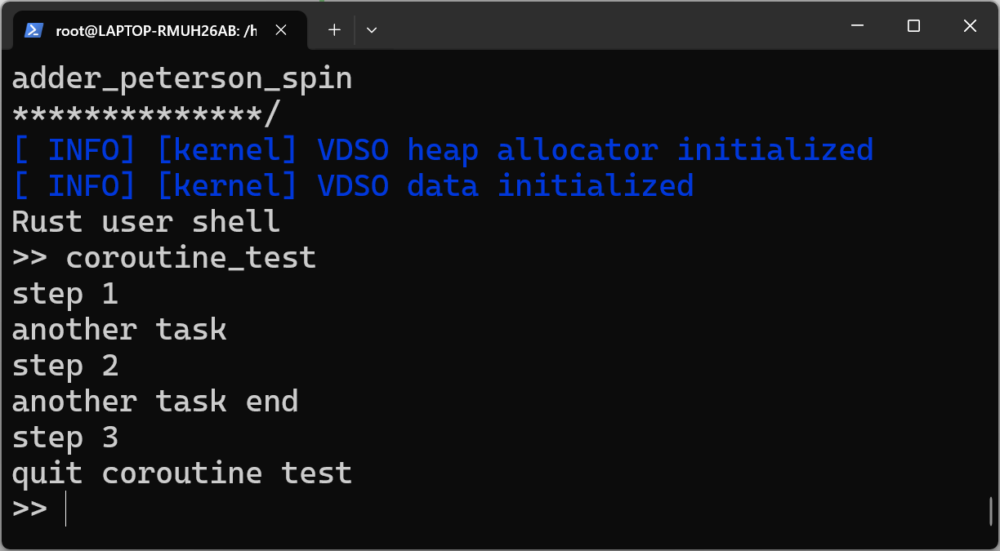 root@LAPTOP-RMUH26AB: /h
adder_peterson_spin
**************/
[ INFO] [kernel] VDSO heap allocator initialized
[ INFO] [kernel] VDSO data initialized
Rust user shell
>> coroutine_test
step 1
another task
step 2
another task end
step 3
quit coroutine test
>>